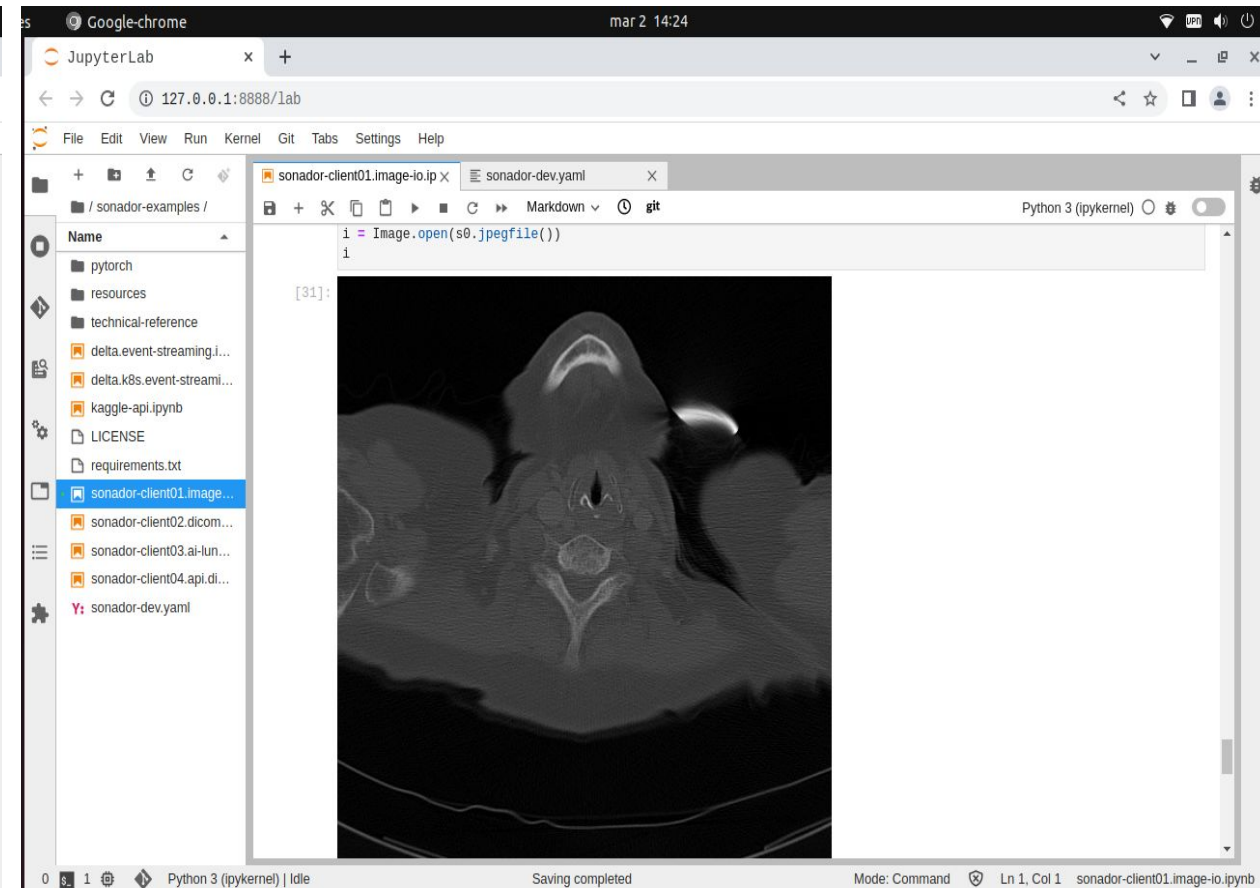 es Google-chrome mar 2 14:24 VPN
JupyterLab
127.0.0.1:8888/lab
File Edit View Run Kernel Git Tabs Settings Help
sonador-client01.image-io.ip sonador-dev.yaml
/ sonador-examples / Markdown git Python 3 (ipykernel)
Name
pytorch
resources
technical-reference
delta.event-streaming.i...
delta.k8s.event-streami...
kaggle-api.ipynb
LICENSE
requirements.txt
sonador-client01.image...
sonador-client02.dicom...
sonador-client03.ai-lun...
sonador-client04.api.di...
Y: sonador-dev.yaml
i = Image.open(s0.jpegfile())
i
[31]:
0 $_ 1 Python 3 (ipykernel) | Idle Saving completed Mode: Command Ln 1, Col 1 sonador-client01.image-io.ipynb